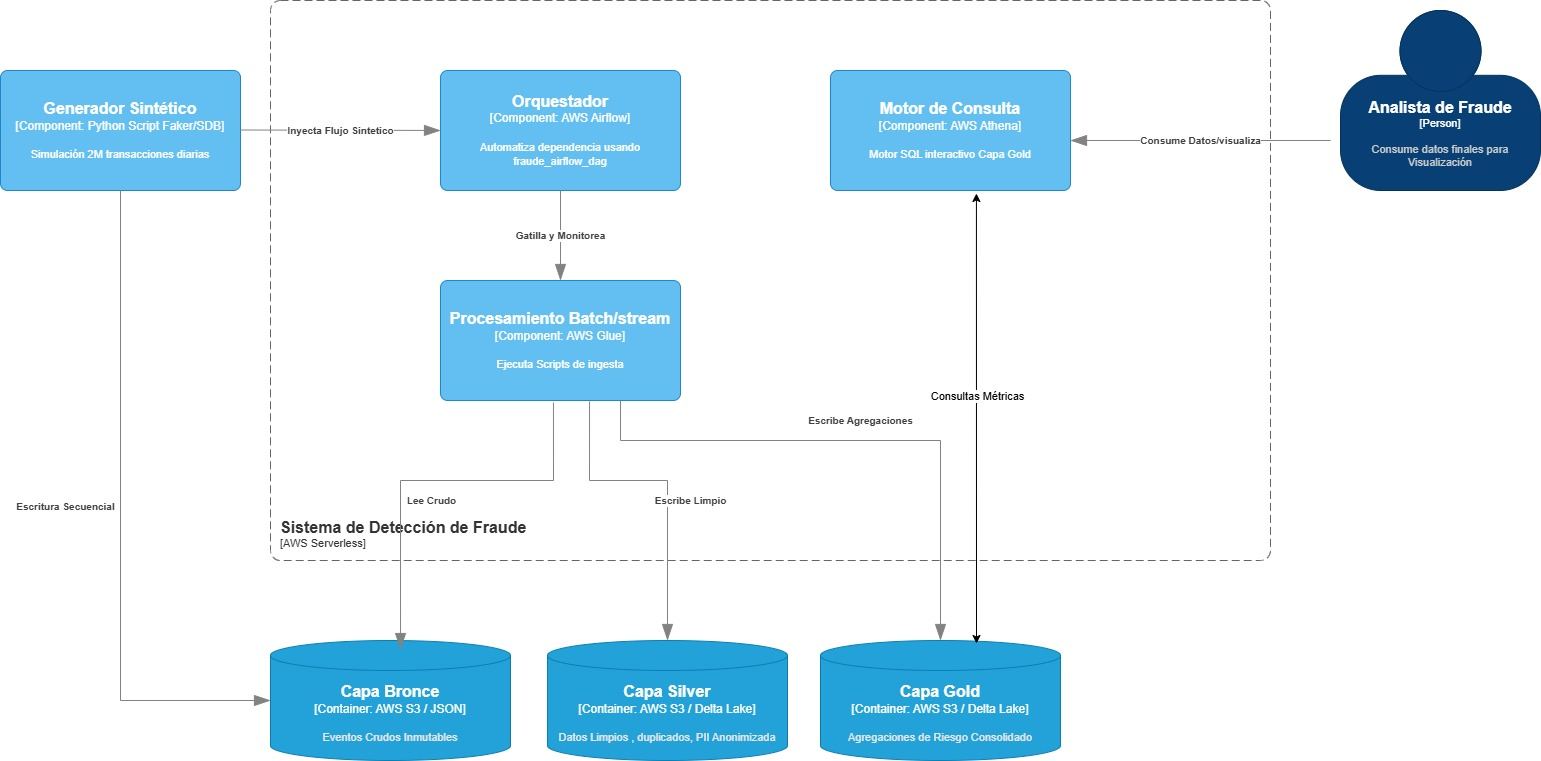 Generador Sintético
[Component: Python Script Faker/SDB]
Simulación 2M transacciones diarias
Inyecta Flujo Sintetico
Orquestador
[Component: AWS Airflow]
Automatiza dependencia usando
fraude_airflow_dag
Motor de Consulta
[Component: AWS Athena]
Motor SQL interactivo Capa Gold
Consume Datos/visualiza
Analista de Fraude
[Person]
Consume datos finales para
Visualización
Gatilla y Monitorea
Procesamiento Batch/stream
[Component: AWS Glue]
Ejecuta Scripts de ingesta
Consultas Métricas
Escribe Agregaciones
Lee Crudo
Escribe Limpio
Escritura Secuencial
Sistema de Detección de Fraude
[AWS Serverless]
Capa Bronce
[Container: AWS S3 / JSON]
Eventos Crudos Inmutables
Capa Silver
[Container: AWS S3 / Delta Lake]
Datos Limpios , duplicados, PII Anonimizada
Capa Gold
[Container: AWS S3 / Delta Lake]
Agregaciones de Riesgo Consolidado